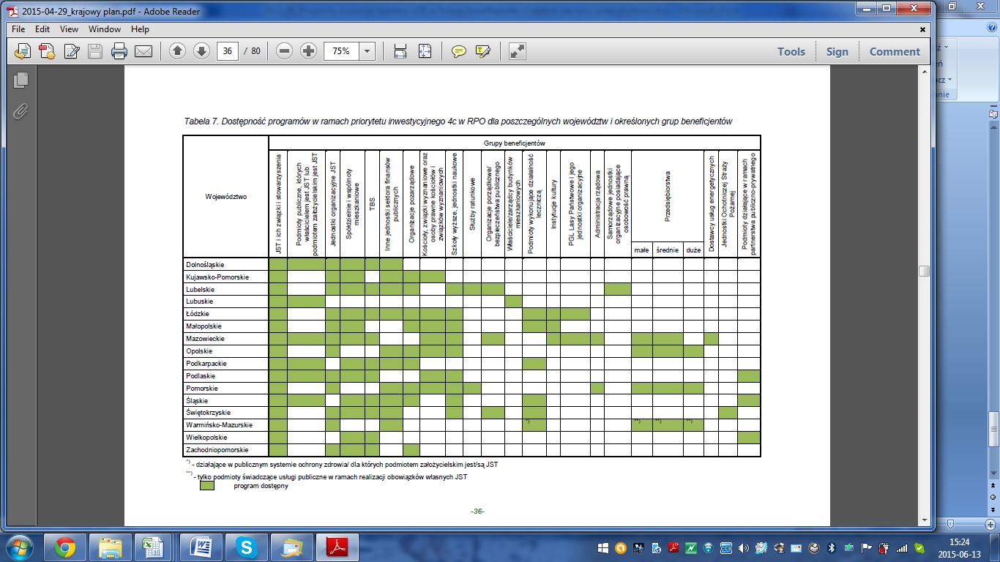 2015-04-29_krajowy plan.pdf - Adobe Reader
File Edit View Window Help
36 / 80
75%
Tools Sign Comment
Tabela 7. Dostępność programów w ramach priorytetu inwestycyjnego 4c w RPO dla poszczególnych województw i określonych grup beneficjentów
Województwo
Grupy beneficjentów
JST i ich związki i stowarzyszenia
Podmioty publiczne, których
właścicielem jest JST lub
podmiotem założycielskim jest JST
Jednostki organizacyjne JST
Spółdzielnie i wspólnoty
mieszkaniowe
TBS
Inne jednostki sektora finansów
publicznych
Organizacje pozarządowe
Kościoły, związki wyznaniowe oraz
osoby prawne kościołów i
związków wyznaniowych
Szkoły wyższe, jednostki naukowe
Służby ratunkowe
Organizacje porządkowe/
bezpieczeństwa publicznego
Właściciele/zarządcy budynków
mieszkaniowych
Podmioty wykonujące działalność
leczniczą
Instytucje kultury
PGL Lasy Państwowe i jego
jednostki organizacyjne
Administracja rządowa
Samorządowe jednostki
organizacyjne posiadające
osobowość prawną
Przedsiębiorstwa
małe
średnie
duże
Dostawcy usług energetycznych
Jednostki Ochotniczej Straży
Pożarnej
Podmioty działające w ramach
partnerstwa publiczno-prywatnego
Dolnośląskie
Kujawsko-Pomorskie
Lubelskie
Lubuskie
Łódzkie
Małopolskie
Mazowieckie
Opolskie
Podkarpackie
Podlaskie
Pomorskie
Śląskie
Świętokrzyskie
Warmińsko-Mazurskie *) **) **) **)
Wielkopolskie
Zachodniopomorskie
*) - działające w publicznym systemie ochrony zdrowia/ dla których podmiotem założycielskim jest/są JST
**) - tylko podmioty świadczące usługi publiczne w ramach realizacji obowiązków własnych JST
program dostępny
-36-
15:24
2015-06-13